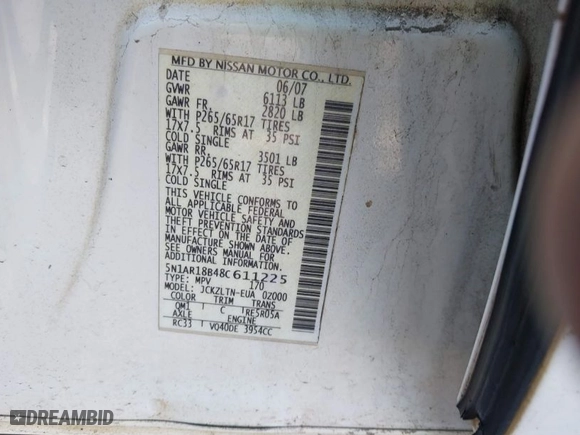 MFD BY NISSAN MOTOR CO., LTD.
DATE 06/07
GVWR 6113 LB
GAWR FR. 2820 LB
WITH P265/65R17 TIRES
17X7.5 RIMS AT 35 PSI
COLD SINGLE
GAWR RR. 3501 LB
WITH P265/65R17 TIRES
17X7.5 RIMS AT 35 PSI
COLD SINGLE
THIS VEHICLE CONFORMS TO
ALL APPLICABLE FEDERAL
MOTOR VEHICLE SAFETY AND
THEFT PREVENTION STANDARDS
IN EFFECT ON THE DATE OF
MANUFACTURE SHOWN ABOVE.
SEE OWNERS MANUAL FOR
ADDITIONAL INFORMATION.
5N1AR18B48C611225
TYPE: MPV 170
MODEL: JCKZLTN-EUA 02000
COLOR TRIM TRANS
QM1 C RE5R05A
AXLE ENGINE
RC33 VQ40DE 3954CC
DREAMBID